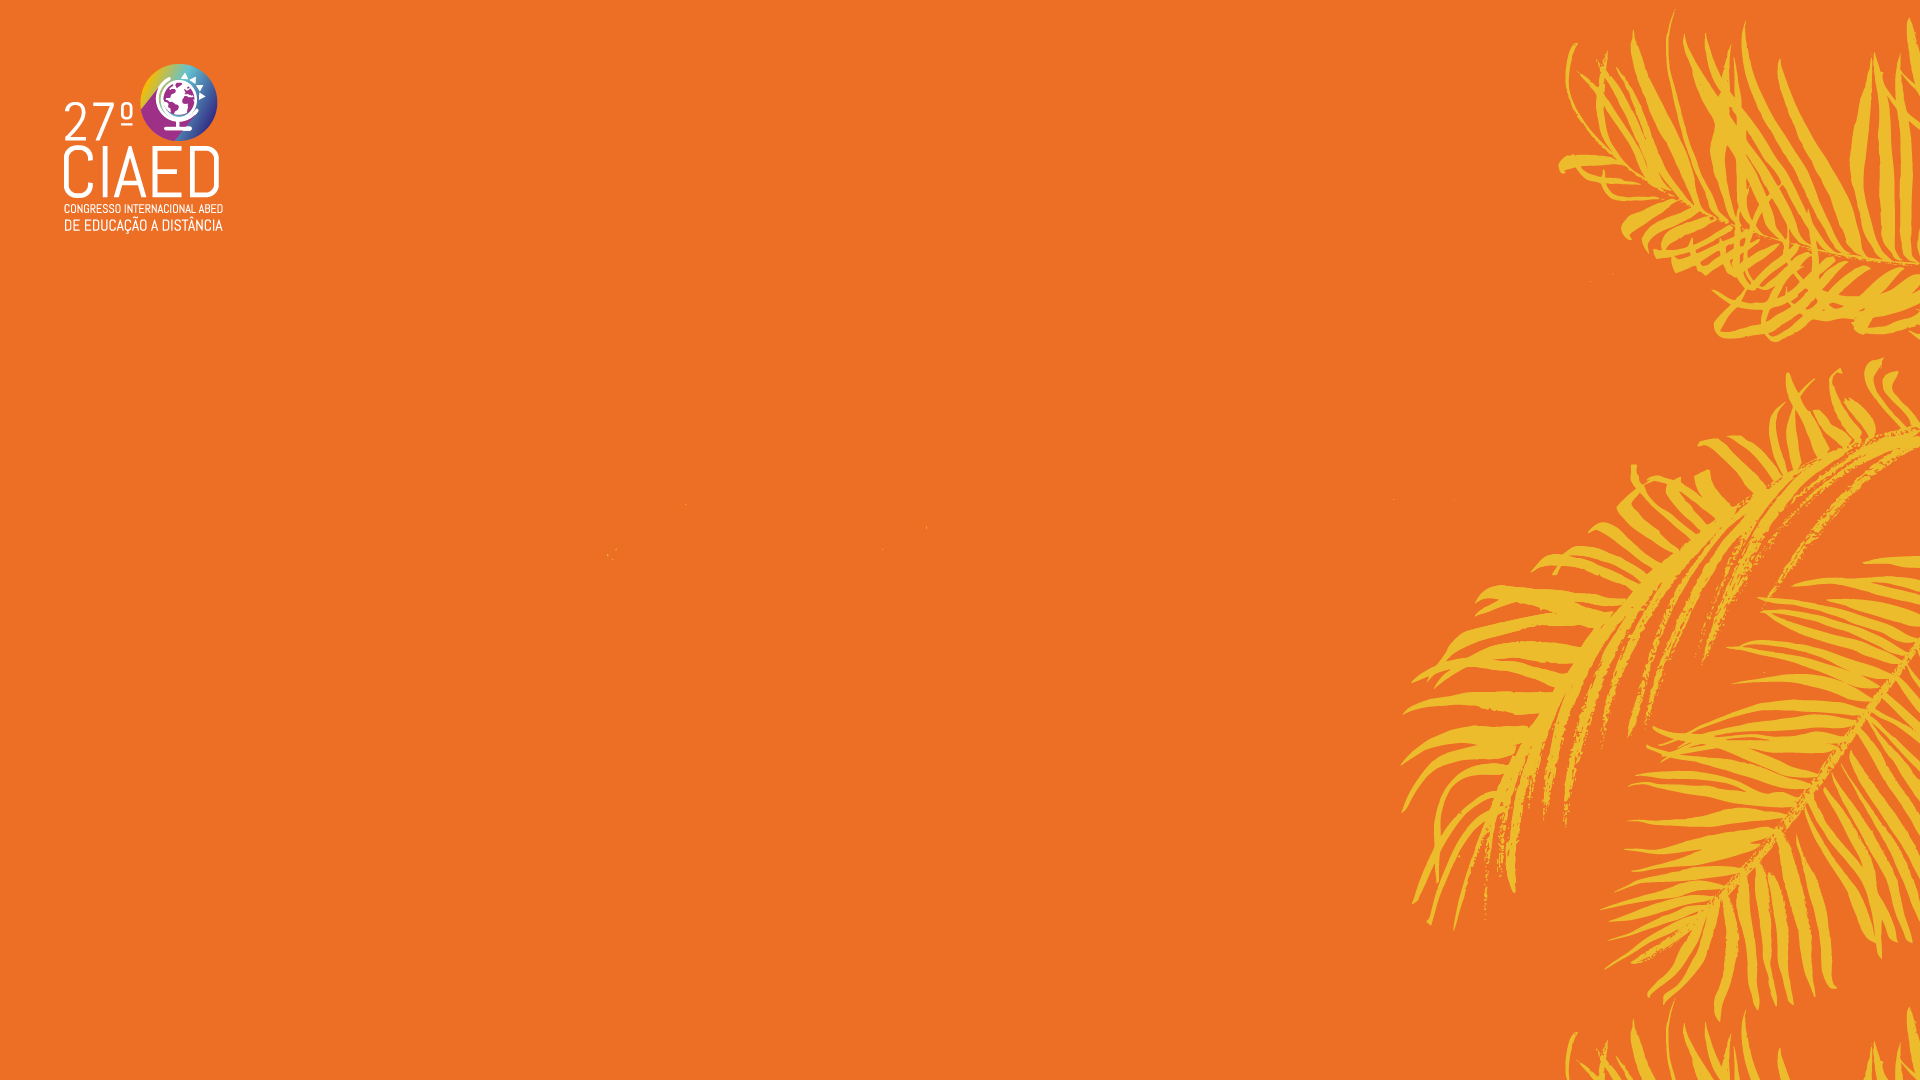 27º
CIAED
CONGRESSO INTERNACIONAL ABED
DE EDUCAÇÃO A DISTÂNCIA